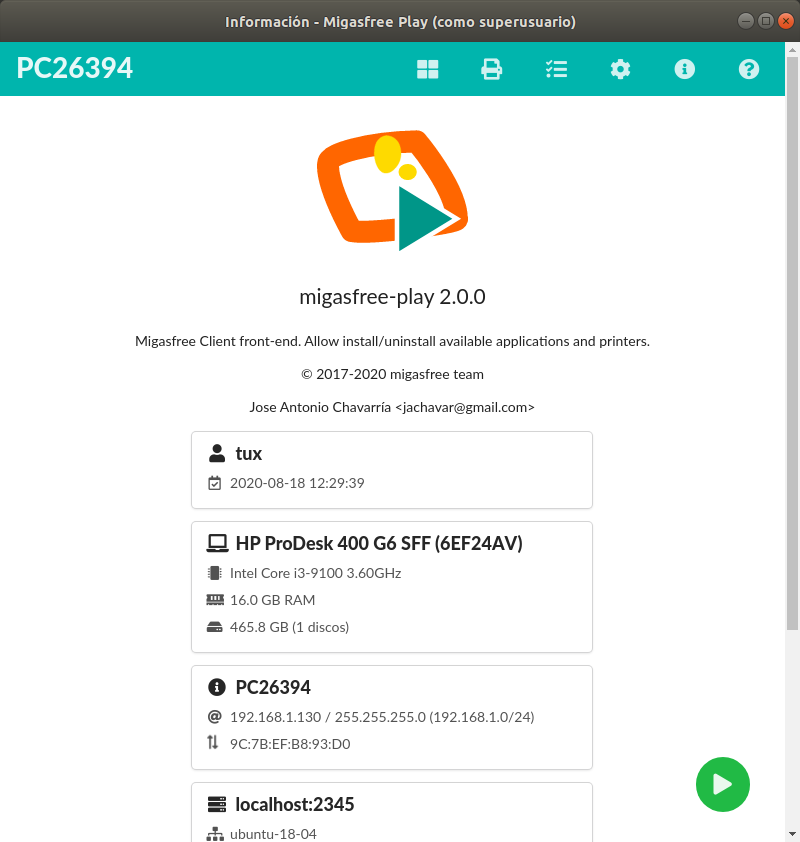 Información - Migasfree Play (como superusuario)
PC26394
migasfree-play 2.0.0
Migasfree Client front-end. Allow install/uninstall available applications and printers.
© 2017-2020 migasfree team
Jose Antonio Chavarría <jachavar@gmail.com>
tux
2020-08-18 12:29:39
HP ProDesk 400 G6 SFF (6EF24AV)
Intel Core i3-9100 3.60GHz
16.0 GB RAM
465.8 GB (1 discos)
PC26394
192.168.1.130 / 255.255.255.0 (192.168.1.0/24)
9C:7B:EF:B8:93:D0
localhost:2345
ubuntu-18-04